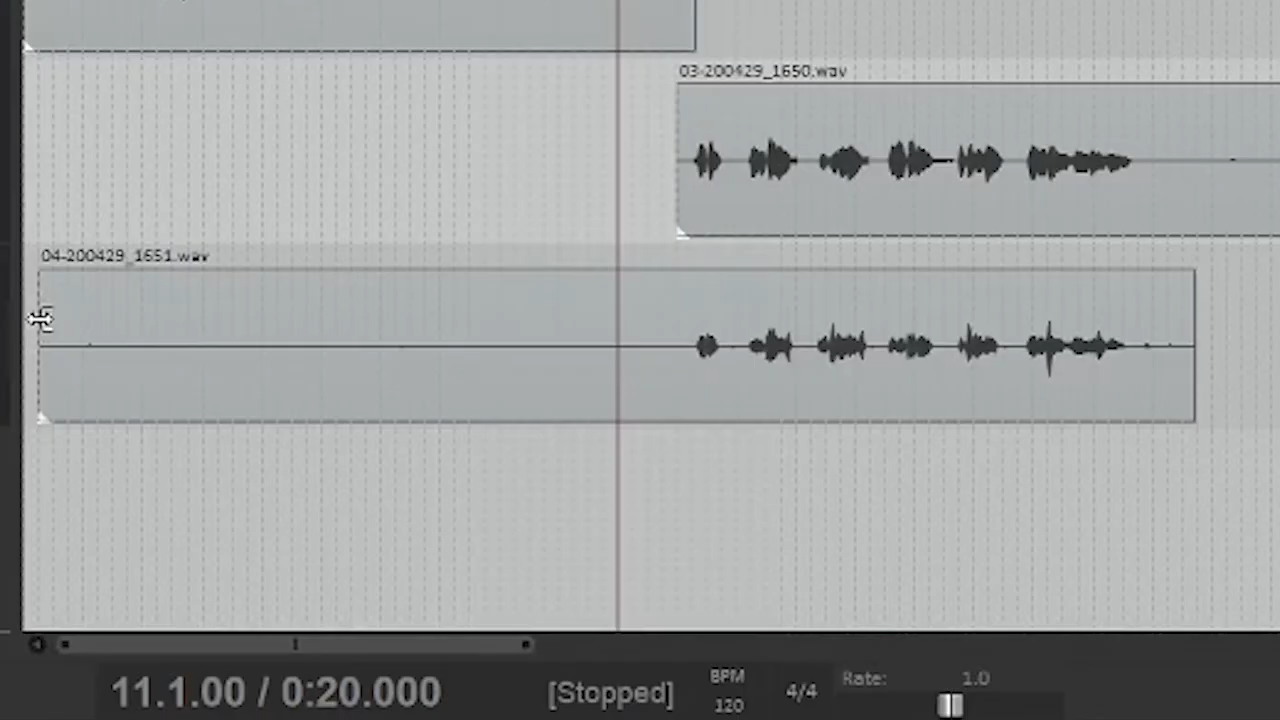 03-200429_1650.wav
04-200429_1651.wav
11.1.00 / 0:20.000
[Stopped]
BPM
120
4/4
Rate:
1.0